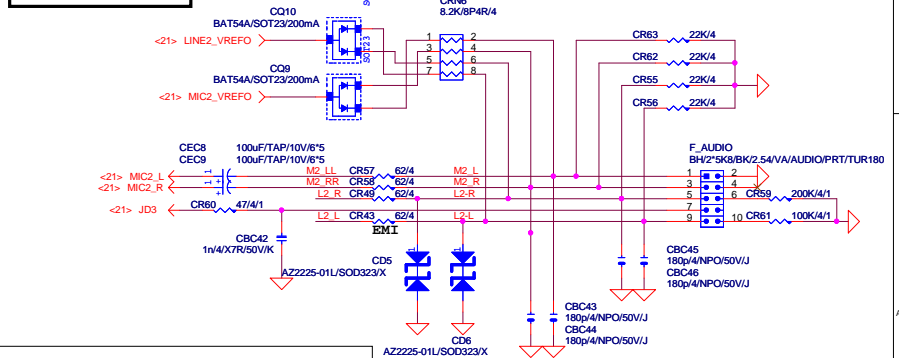 CRN6
8.2K/8P4R/4
CQ10
BAT54A/SOT23/200mA
SOT23
<21> LINE2_VREFO
CQ9
BAT54A/SOT23/200mA
<21> MIC2_VREFO
1 2
3 4
5 6
7 8
CR63 22K/4
CR62 22K/4
CR55 22K/4
CR56 22K/4
CEC8 100uF/TAP/10V/6*5
CEC9 100uF/TAP/10V/6*5
F_AUDIO
BH/2*5K8/BK/2.54/VA/AUDIO/PRT/TUR180
<21> MIC2_L 1 M2_LL CR57 62/4 M2_L 1 2
<21> MIC2_R 1 M2_RR CR58 62/4 M2_R 3 4
L2_R CR49 62/4 L2-R 5 6 CR59 200K/4/1
<21> JD3 CR60 47/4/1 7
L2_L CR43 62/4 L2-L 9 10 CR61 100K/4/1
EMI
CBC42
1n/4/X7R/50V/K
1 1
CD5
AZ2225-01L/SOD323/X
CBC45
180p/4/NPO/50V/J
CBC46
180p/4/NPO/50V/J
CBC43
180p/4/NPO/50V/J
CBC44
180p/4/NPO/50V/J
CD6
AZ2225-01L/SOD323/X
A